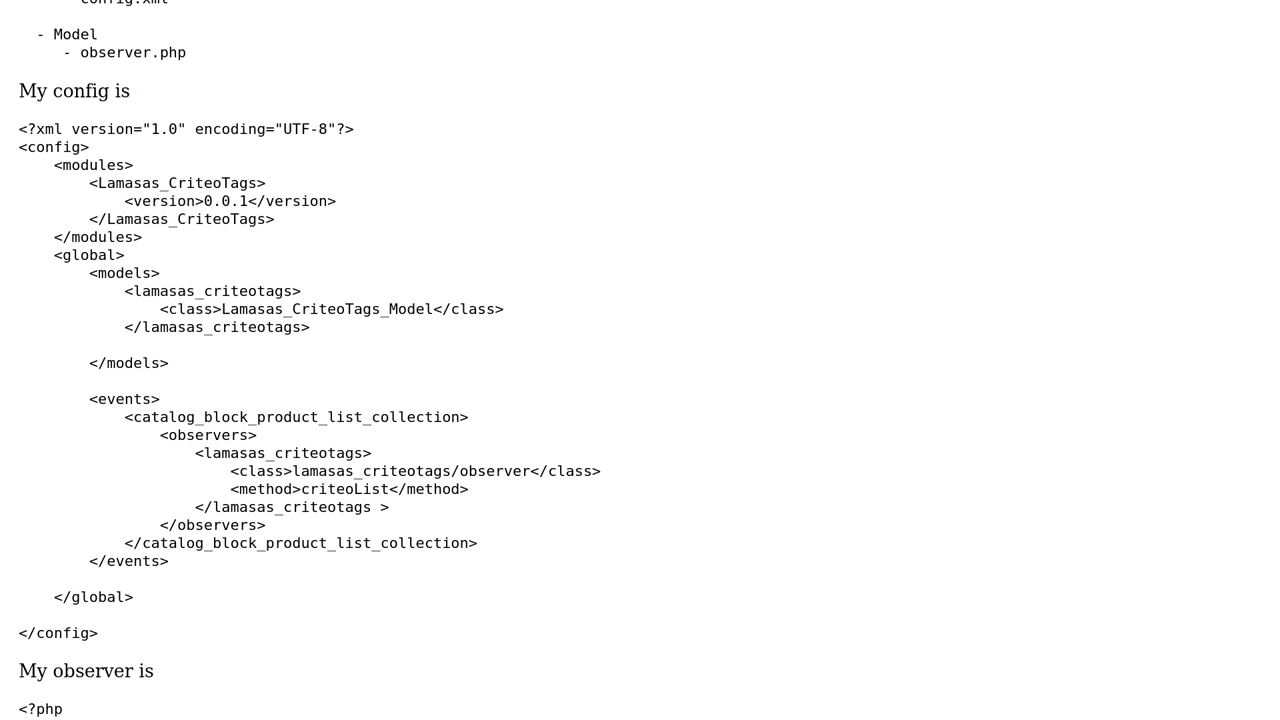 config.xml
- Model
- observer.php
My config is
<?xml version="1.0" encoding="UTF-8"?>
<config>
<modules>
<Lamasas_CriteoTags>
<version>0.0.1</version>
</Lamasas_CriteoTags>
</modules>
<global>
<models>
<lamasas_criteotags>
<class>Lamasas_CriteoTags_Model</class>
</lamasas_criteotags>
</models>
<events>
<catalog_block_product_list_collection>
<observers>
<lamasas_criteotags>
<class>lamasas_criteotags/observer</class>
<method>criteoList</method>
</lamasas_criteotags >
</observers>
</catalog_block_product_list_collection>
</events>
</global>
</config>
My observer is
<?php